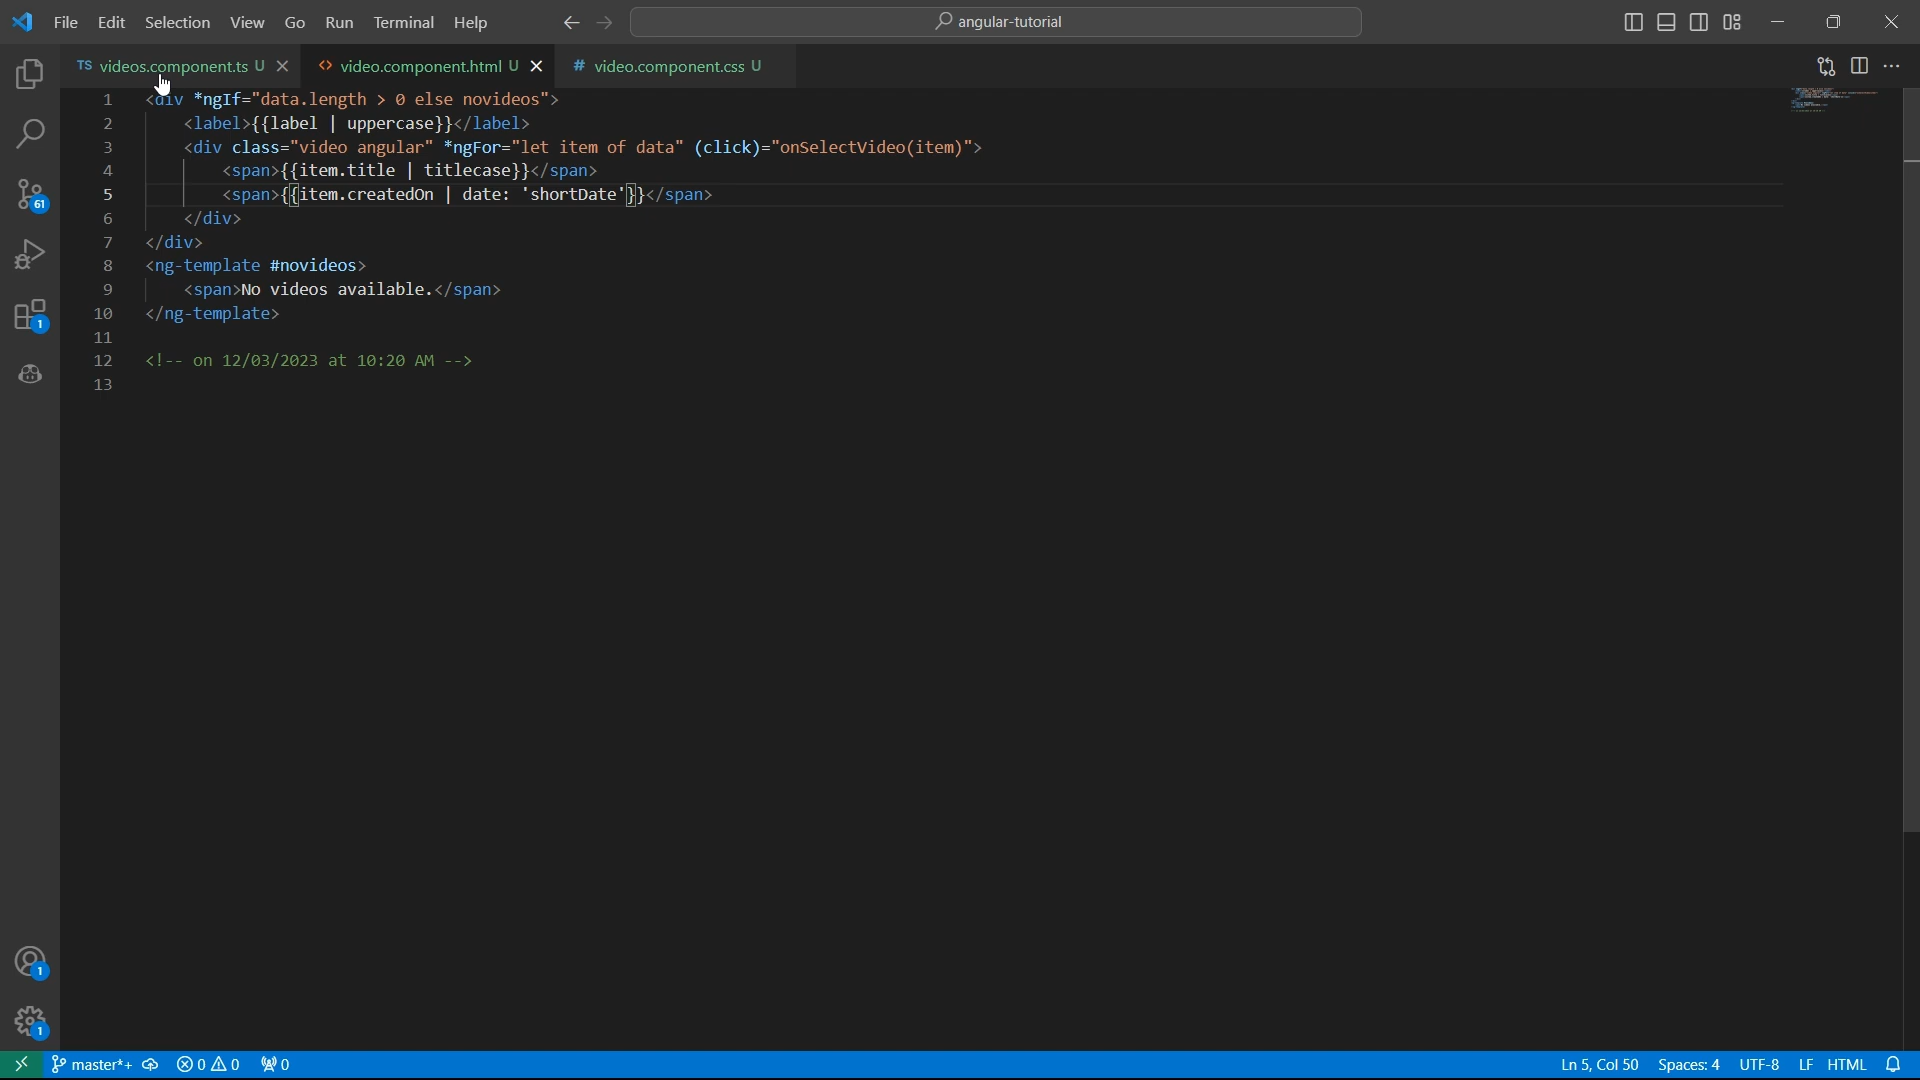 File Edit Selection View Go Run Terminal Help angular-tutorial
TS videos.component.ts U <> video.component.html U # video.component.css U
1 <div *ngIf="data.length > 0 else novideos">
2 <label>{{label | uppercase}}</label>
3 <div class="video angular" *ngFor="let item of data" (click)="onSelectVideo(item)">
4 <span>{{item.title | titlecase}}</span>
5 <span>{{item.createdOn | date: 'shortDate'}}</span>
6 </div>
7 </div>
8 <ng-template #novideos>
9 <span>No videos available.</span>
10 </ng-template>
11
12 <!-- on 12/03/2023 at 10:20 AM -->
13
61
1
1
1
master*+ 0 0 0 Ln 5, Col 50 Spaces: 4 UTF-8 LF HTML